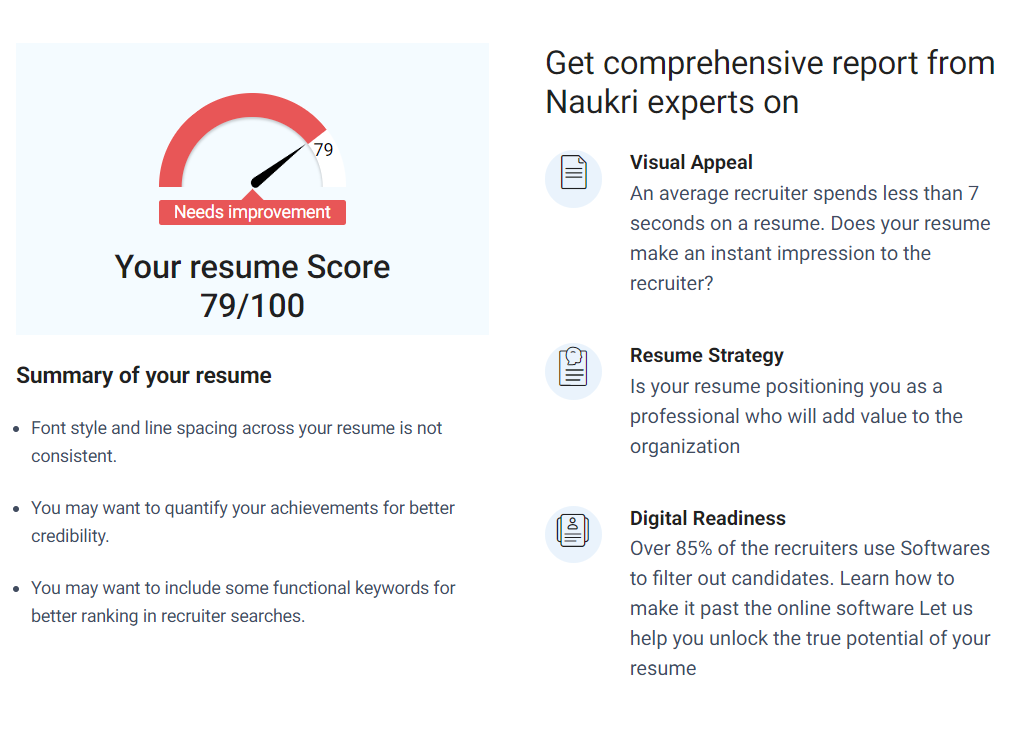 79
Needs improvement
Your resume Score
79/100
Summary of your resume
Font style and line spacing across your resume is not
consistent.
You may want to quantify your achievements for better
credibility.
You may want to include some functional keywords for
better ranking in recruiter searches.
Get comprehensive report from
Naukri experts on
Visual Appeal
An average recruiter spends less than 7
seconds on a resume. Does your resume
make an instant impression to the
recruiter?
Resume Strategy
Is your resume positioning you as a
professional who will add value to the
organization
Digital Readiness
Over 85% of the recruiters use Softwares
to filter out candidates. Learn how to
make it past the online software Let us
help you unlock the true potential of your
resume